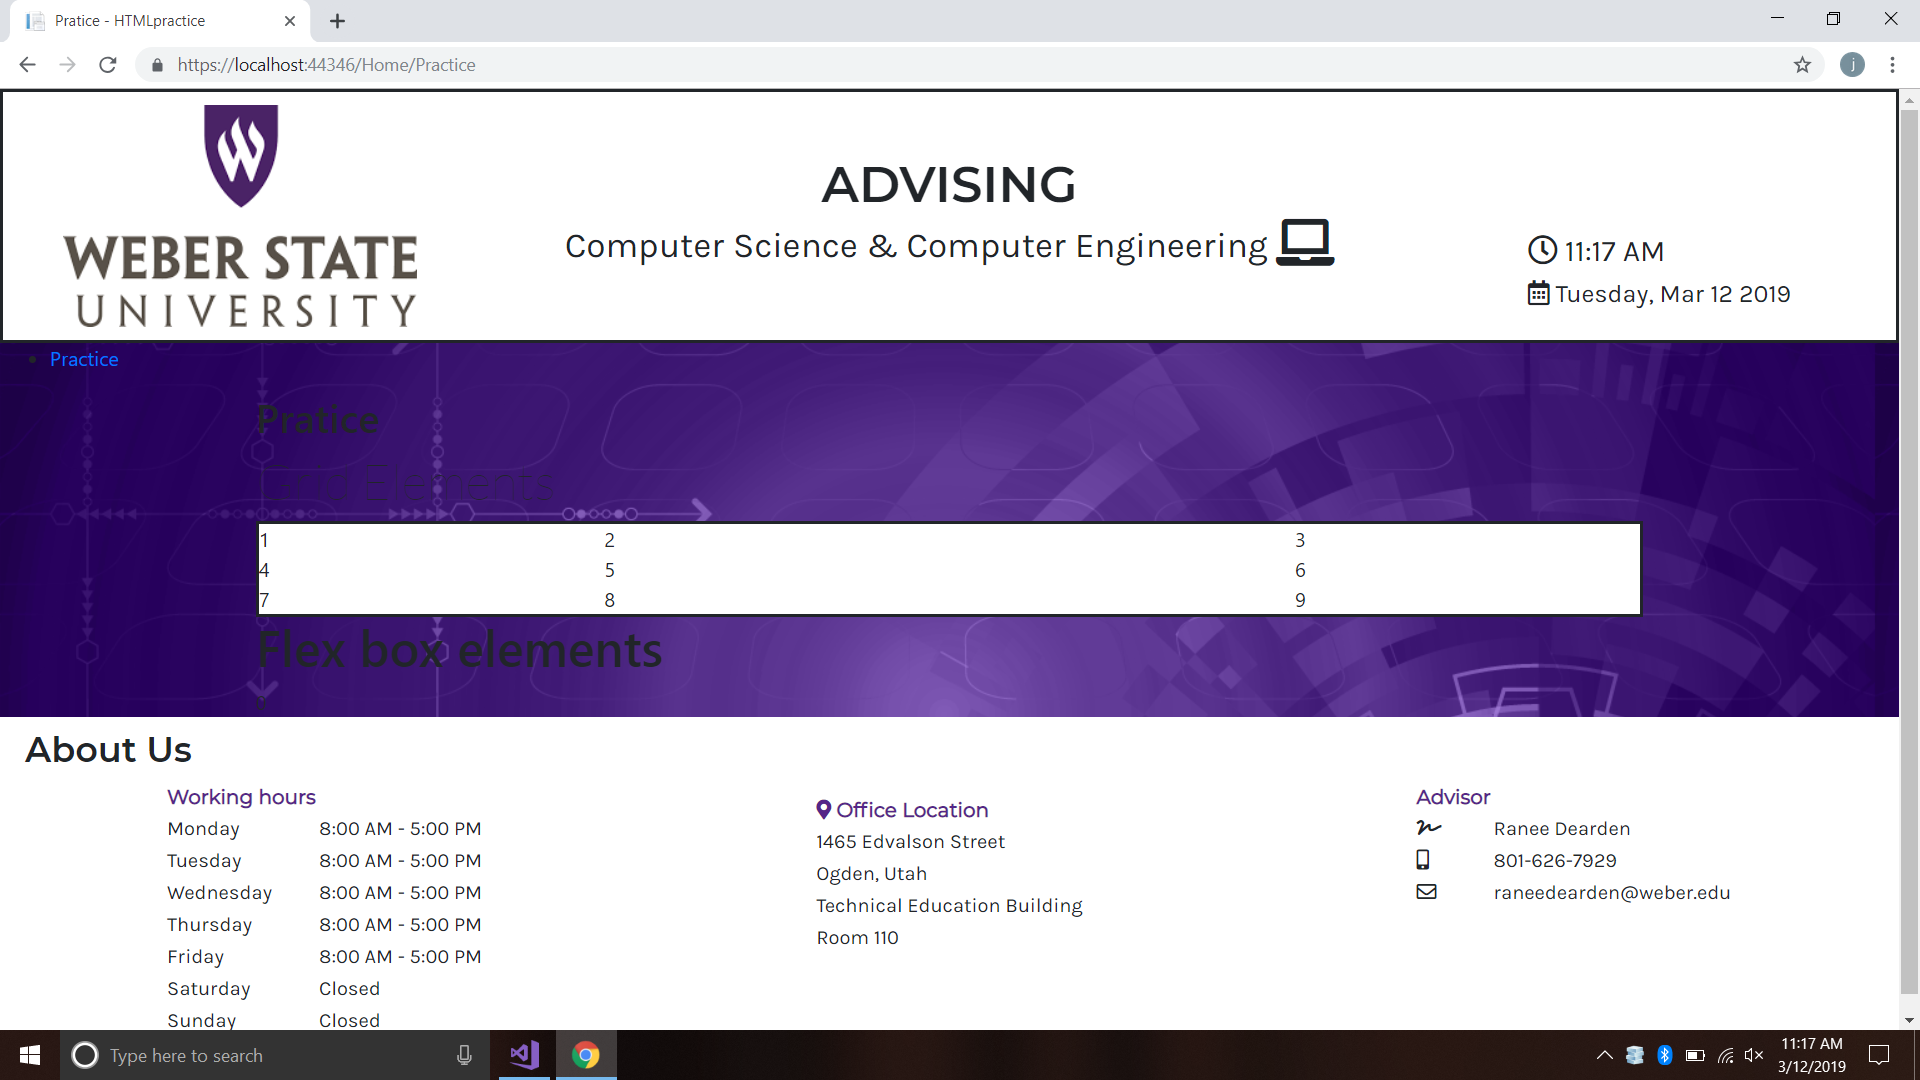 Pratice - HTMLpractice
https://localhost:44346/Home/Practice
j
W
WEBER STATE
UNIVERSITY
ADVISING
Computer Science & Computer Engineering
11:17 AM
Tuesday, Mar 12 2019
Practice
Pratice
Grid Elements
1 2 3
4 5 6
7 8 9
Flex box elements
About Us
Working hours
Monday 8:00 AM - 5:00 PM
Tuesday 8:00 AM - 5:00 PM
Wednesday 8:00 AM - 5:00 PM
Thursday 8:00 AM - 5:00 PM
Friday 8:00 AM - 5:00 PM
Saturday Closed
Sunday Closed
Office Location
1465 Edvalson Street
Ogden, Utah
Technical Education Building
Room 110
Advisor
Ranee Dearden
801-626-7929
raneedearden@weber.edu
Type here to search
11:17 AM
3/12/2019